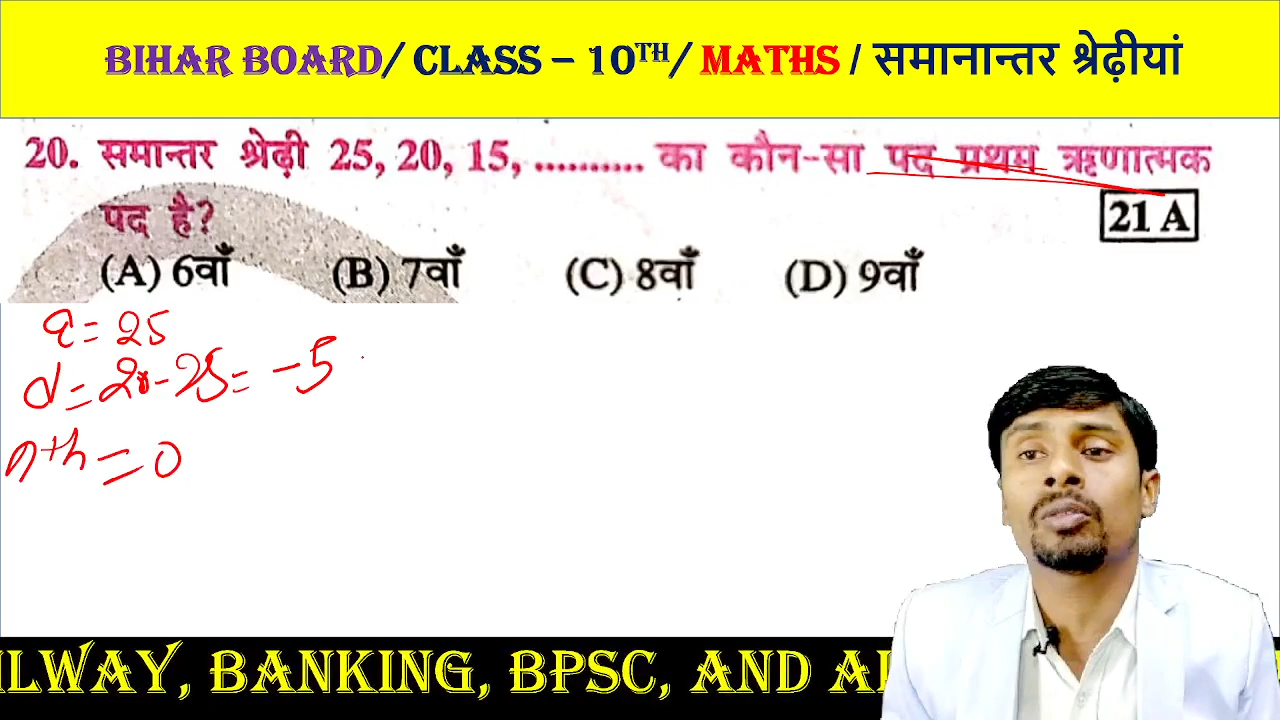 BIHAR BOARD/ CLASS – 10TH/ MATHS / समानान्तर श्रेढ़ीयां
20. समान्तर श्रेढ़ी 25, 20, 15, .......... का कौन-सा पद प्रथम ऋणात्मक
पद है?
21 A
(A) 6वाँ (B) 7वाँ (C) 8वाँ (D) 9वाँ
a = 25
d = 20 - 25 = -5
nth = 0
ILWAY, BANKING, BPSC, AND